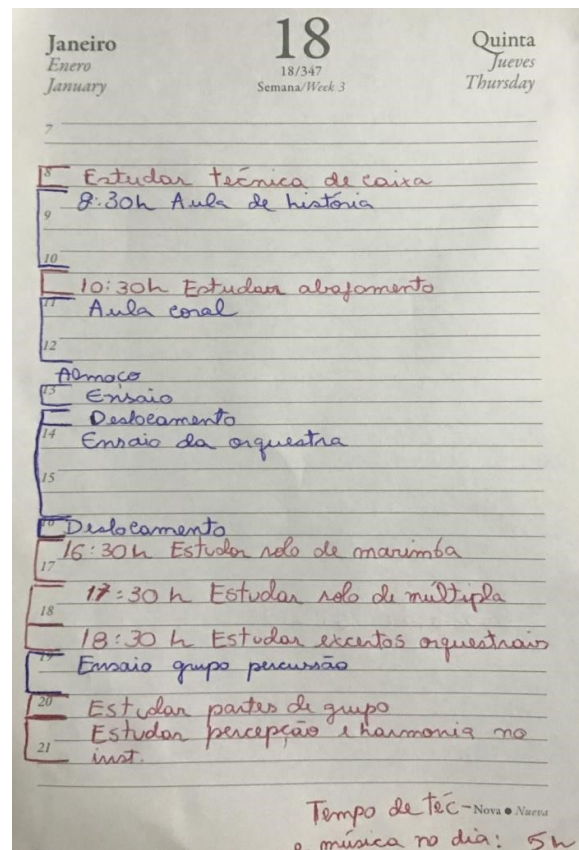 Janeiro
Enero
January
18
18/347
Semana/Week 3
Quinta
Jueves
Thursday
7
8 Estudar técnica de caixa
8:30h Aula de história
9
10
10:30h Estudar abafamento
11 Aula coral
12
Almoço
13 Ensaio
Deslocamento
14 Ensaio da orquestra
15
16 Deslocamento
16:30h Estudar solo de marimba
17
17:30 h Estudar solo de múltipla
18
18:30 h Estudar excertos orquestrais
19 Ensaio grupo percussão
20 Estudar partes de grupo
Estudar percepção e harmonia no
21 inst.
Tempo de téc- Nova ● Nueva
e música no dia: 5h